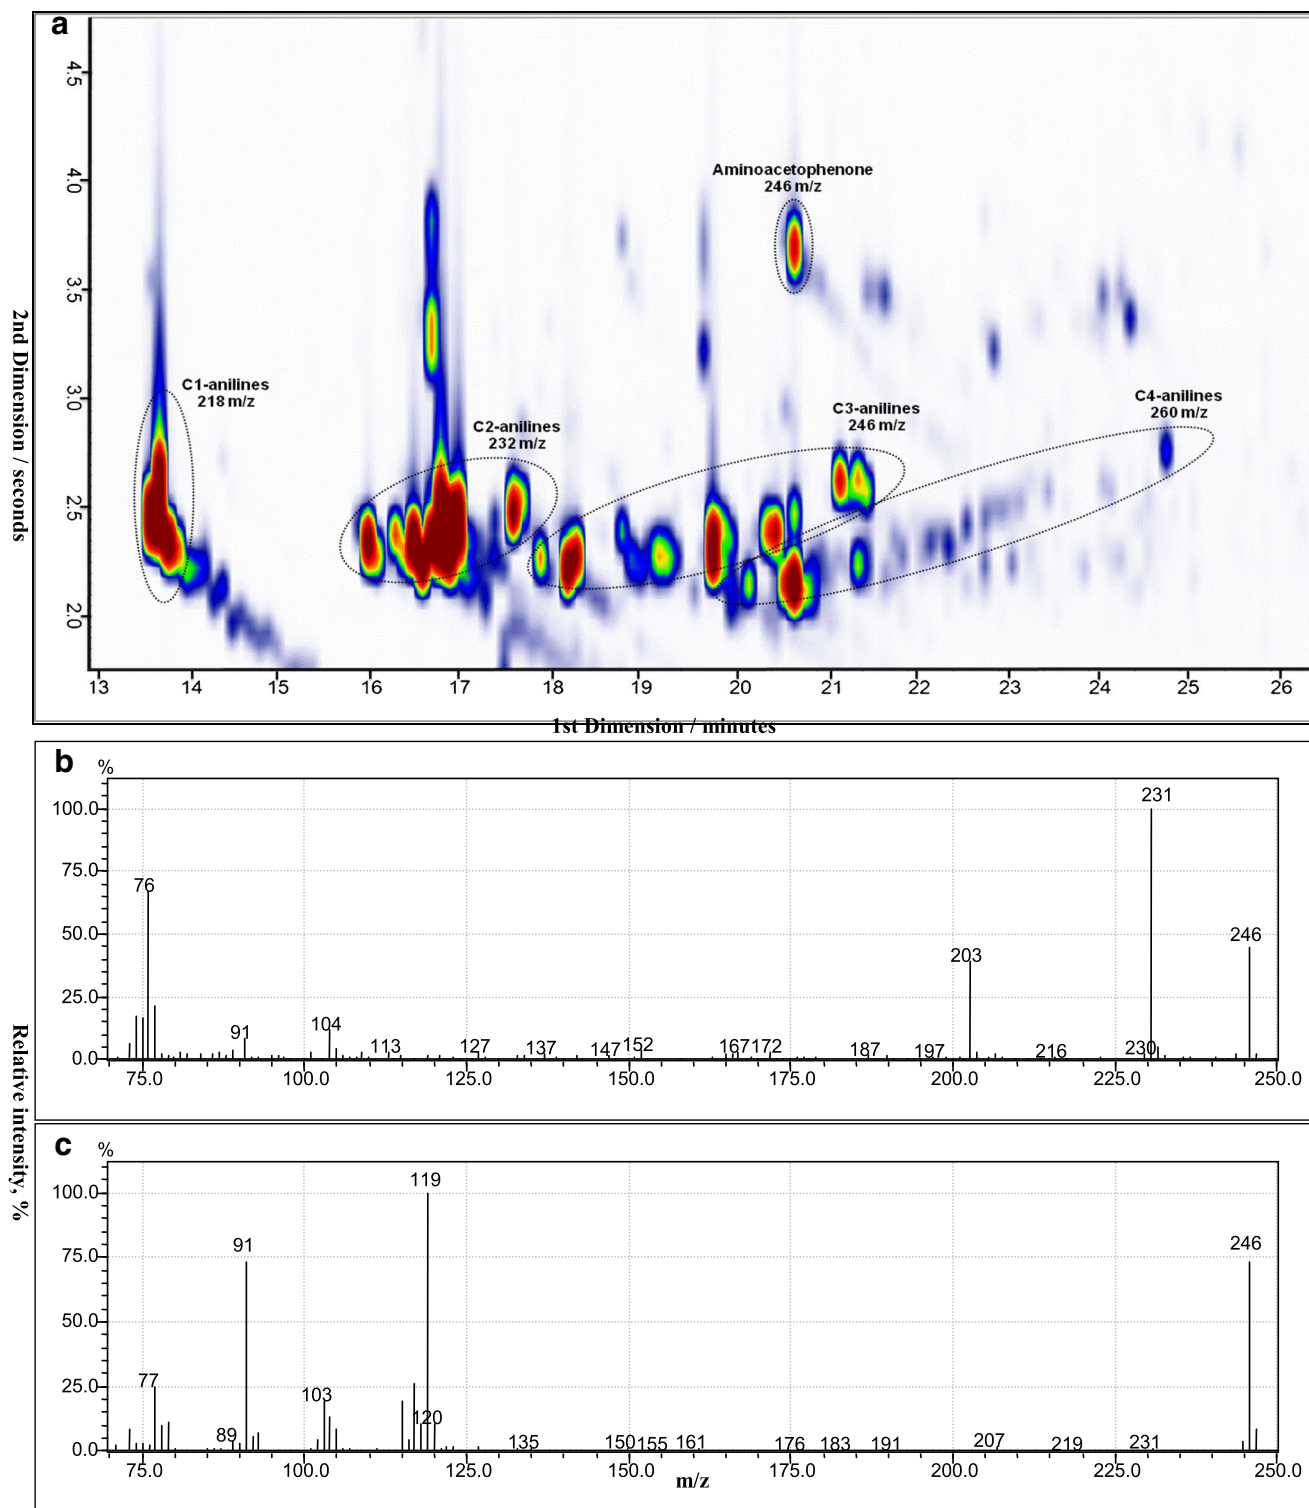 a
4.5
4.0
3.5
3.0
2.5
2.0
2nd Dimension / seconds
Aminoacetophenone
246 m/z
C1-anilines
218 m/z
C2-anilines
232 m/z
C3-anilines
246 m/z
C4-anilines
260 m/z
13 14 15 16 17 18 19 20 21 22 23 24 25 26
1st Dimension / minutes
b
%
100.0
75.0
50.0
25.0
0.0
231
76
246
203
91 104 113 127 137 147 152 167 172 187 197 216 230
75.0 100.0 125.0 150.0 175.0 200.0 225.0 250.0
Relative intensity, %
c
%
100.0
75.0
50.0
25.0
0.0
119
91
246
77
103
120
89 135 150 155 161 176 183 191 207 219 231
75.0 100.0 125.0 150.0 175.0 200.0 225.0 250.0
m/z